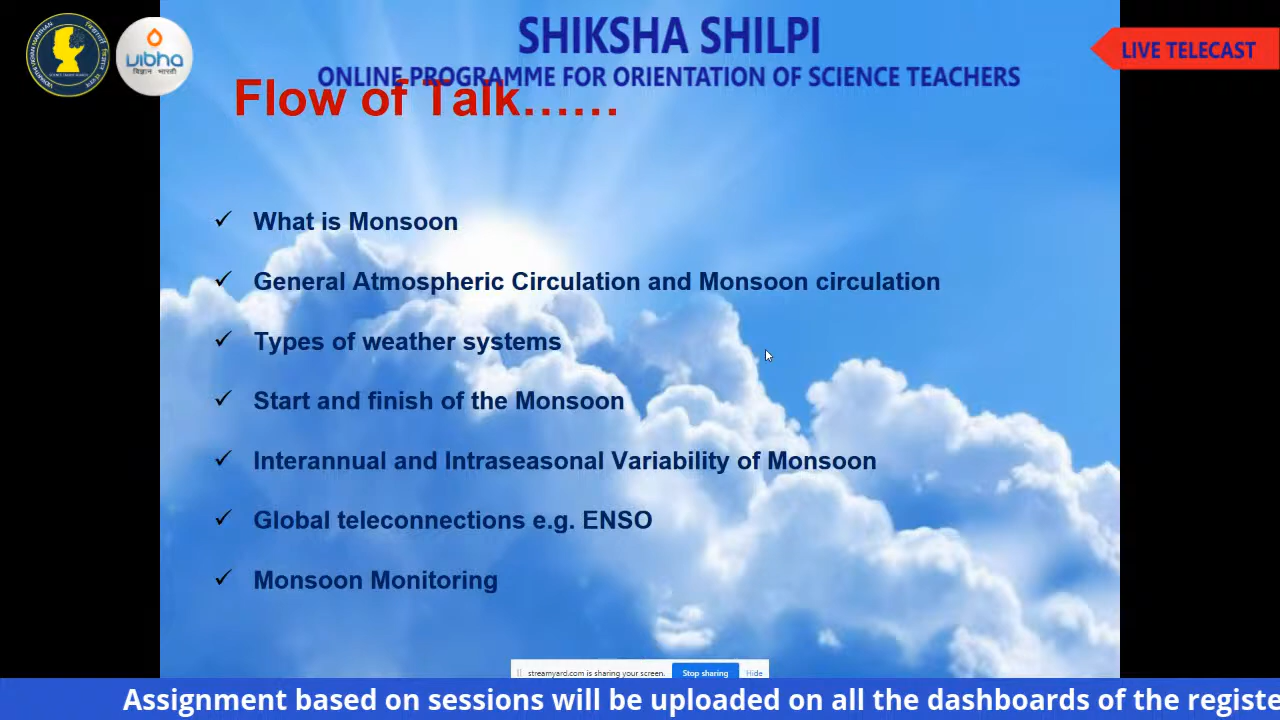 SHIKSHA SHILPI
ONLINE PROGRAMME FOR ORIENTATION OF SCIENCE TEACHERS
LIVE TELECAST
vibha
विज्ञान भारती
Flow of Talk……
✓ What is Monsoon
✓ General Atmospheric Circulation and Monsoon circulation
✓ Types of weather systems
✓ Start and finish of the Monsoon
✓ Interannual and Intraseasonal Variability of Monsoon
✓ Global teleconnections e.g. ENSO
✓ Monsoon Monitoring
streamyard.com is sharing your screen. Stop sharing Hide
Assignment based on sessions will be uploaded on all the dashboards of the registe